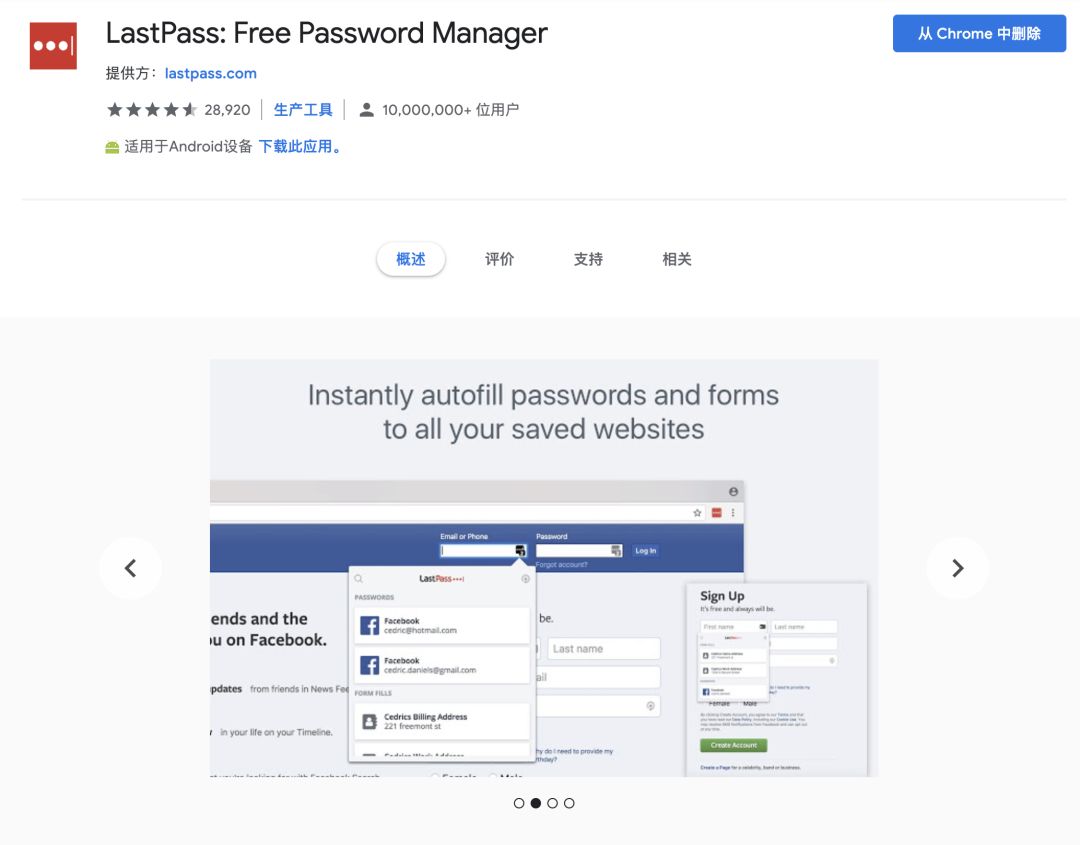 LastPass: Free Password Manager
从 Chrome 中删除
提供方： lastpass.com
28,920 生产工具 10,000,000+ 位用户
适用于Android设备 下载此应用。
概述 评价 支持 相关
Instantly autofill passwords and forms
to all your saved websites
Email or Phone Password
Log In
Forgot account?
LastPass
PASSWORDS
Facebook
cedric@hotmail.com
Facebook
cedric.daniels@gmail.com
FORM FILLS
Cedrics Billing Address
221 freemont st
Cedrics Work Address
ends and the
u on Facebook.
be.
Last name
ail
updates from friends in News Fee
in your life on your Timeline.
hy do I need to provide my
irthday?
Female Male
Sign Up
It's free and always will be.
First name Last name
LastPass
Female Male
Create Account
Create a Page for a celebrity, band or business.